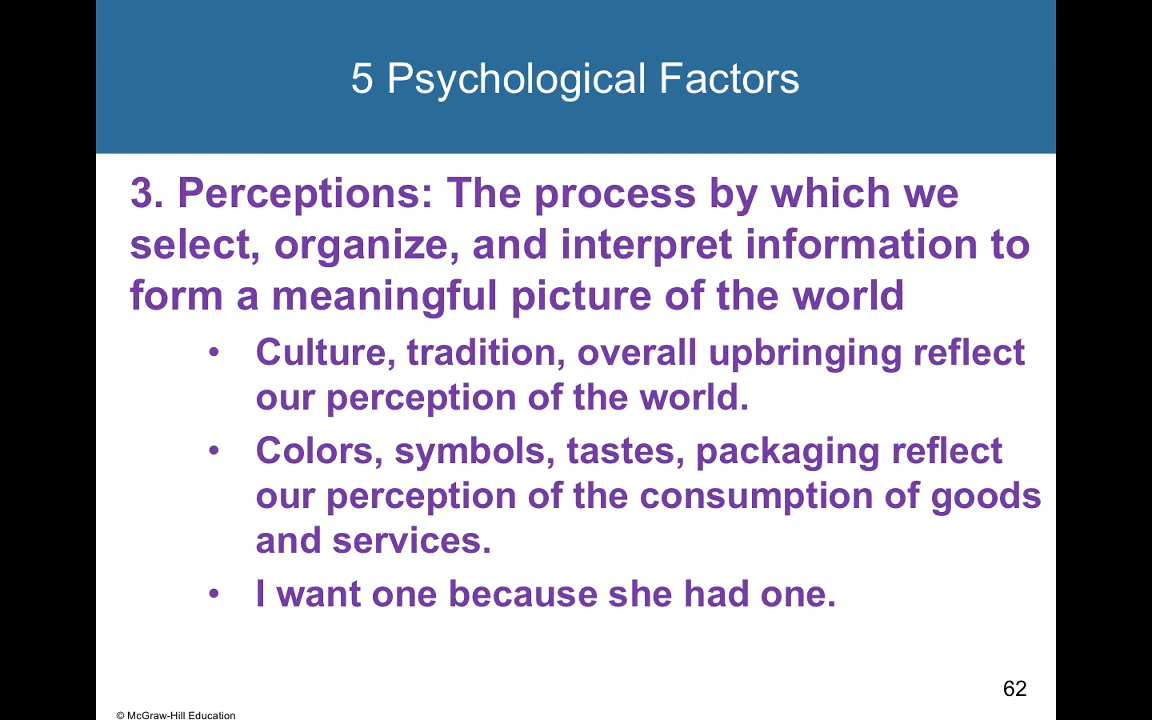 5 Psychological Factors
3. Perceptions: The process by which we
select, organize, and interpret information to
form a meaningful picture of the world
• Culture, tradition, overall upbringing reflect
our perception of the world.
• Colors, symbols, tastes, packaging reflect
our perception of the consumption of goods
and services.
• I want one because she had one.
62
© McGraw-Hill Education